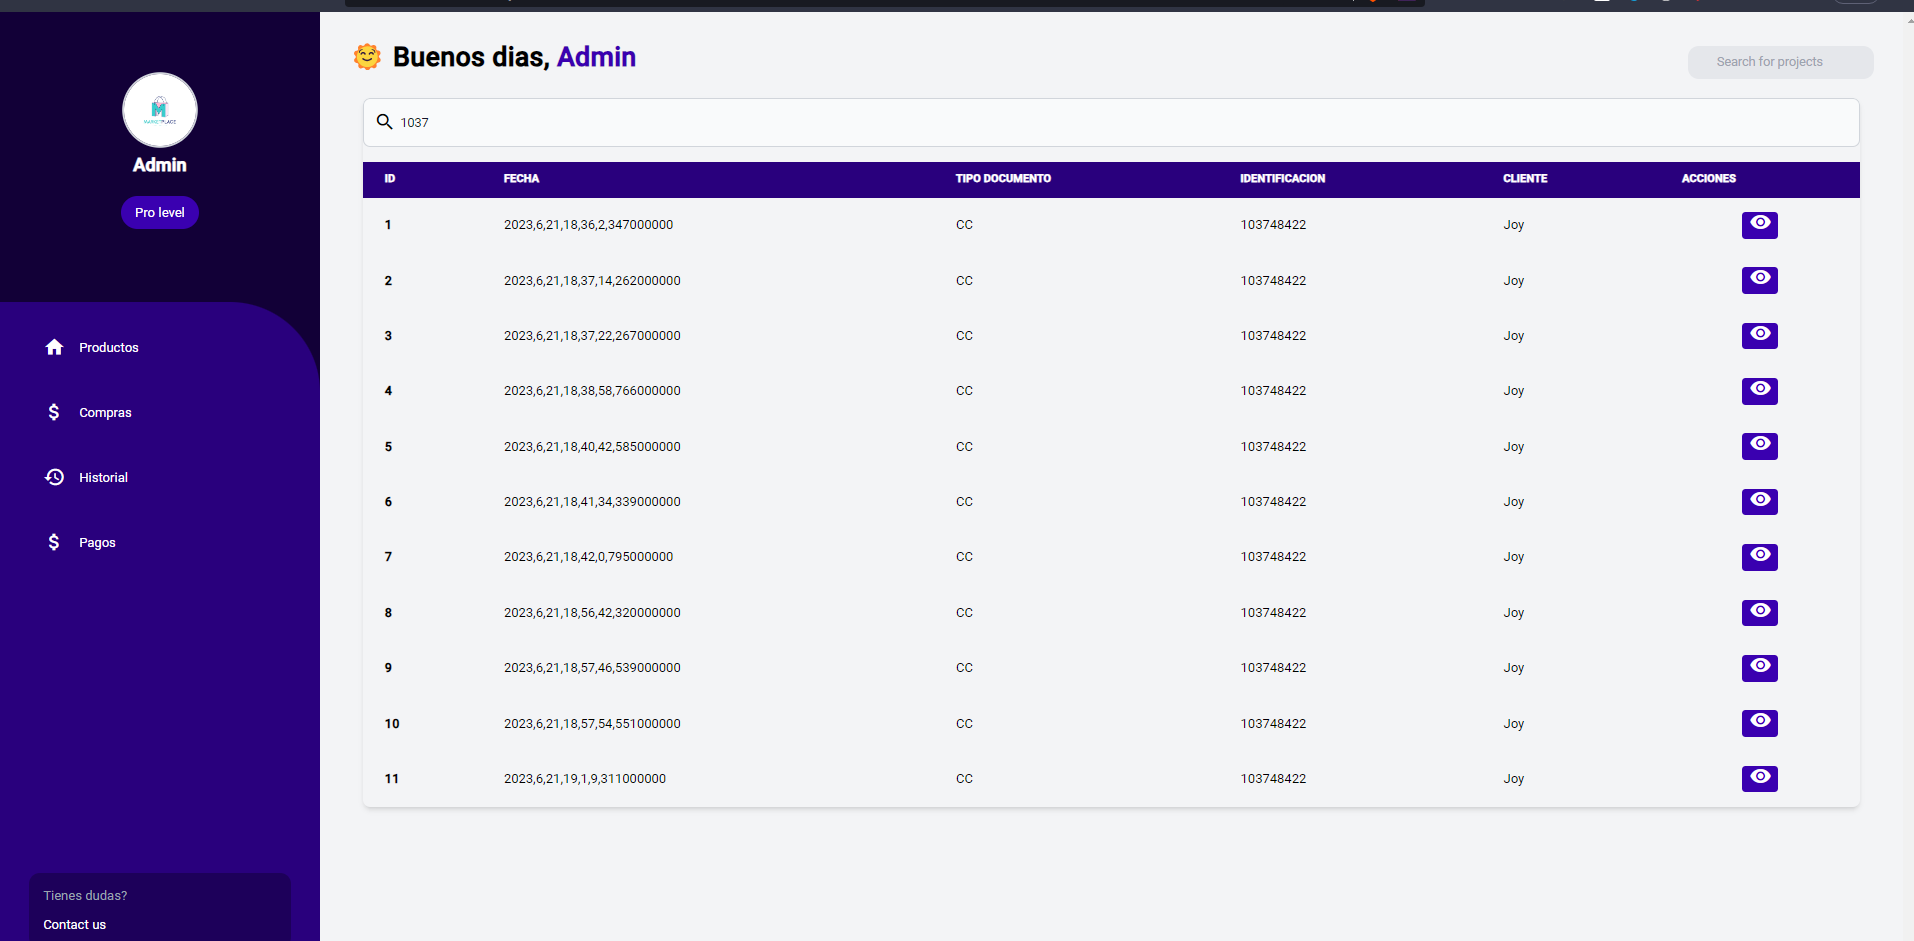 Buenos dias, Admin
Search for projects
MARKETPLACE
Admin
Pro level
Productos
Compras
Historial
Pagos
Tienes dudas?
Contact us
1037
ID FECHA TIPO DOCUMENTO IDENTIFICACION CLIENTE ACCIONES
1 2023,6,21,18,36,2,347000000 CC 103748422 Joy
2 2023,6,21,18,37,14,262000000 CC 103748422 Joy
3 2023,6,21,18,37,22,267000000 CC 103748422 Joy
4 2023,6,21,18,38,58,766000000 CC 103748422 Joy
5 2023,6,21,18,40,42,585000000 CC 103748422 Joy
6 2023,6,21,18,41,34,339000000 CC 103748422 Joy
7 2023,6,21,18,42,0,795000000 CC 103748422 Joy
8 2023,6,21,18,56,42,320000000 CC 103748422 Joy
9 2023,6,21,18,57,46,539000000 CC 103748422 Joy
10 2023,6,21,18,57,54,551000000 CC 103748422 Joy
11 2023,6,21,19,1,9,311000000 CC 103748422 Joy